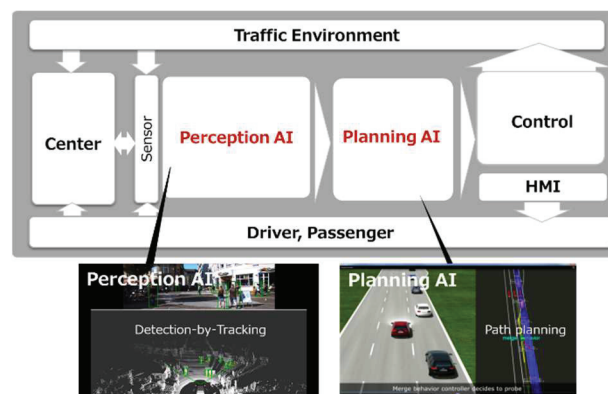 Traffic Environment
Center
Sensor
Perception AI
Planning AI
Control
HMI
Driver, Passenger
Perception AI
Detection-by-Tracking
Planning AI
Path planning
Merge behavior controller decides to probe